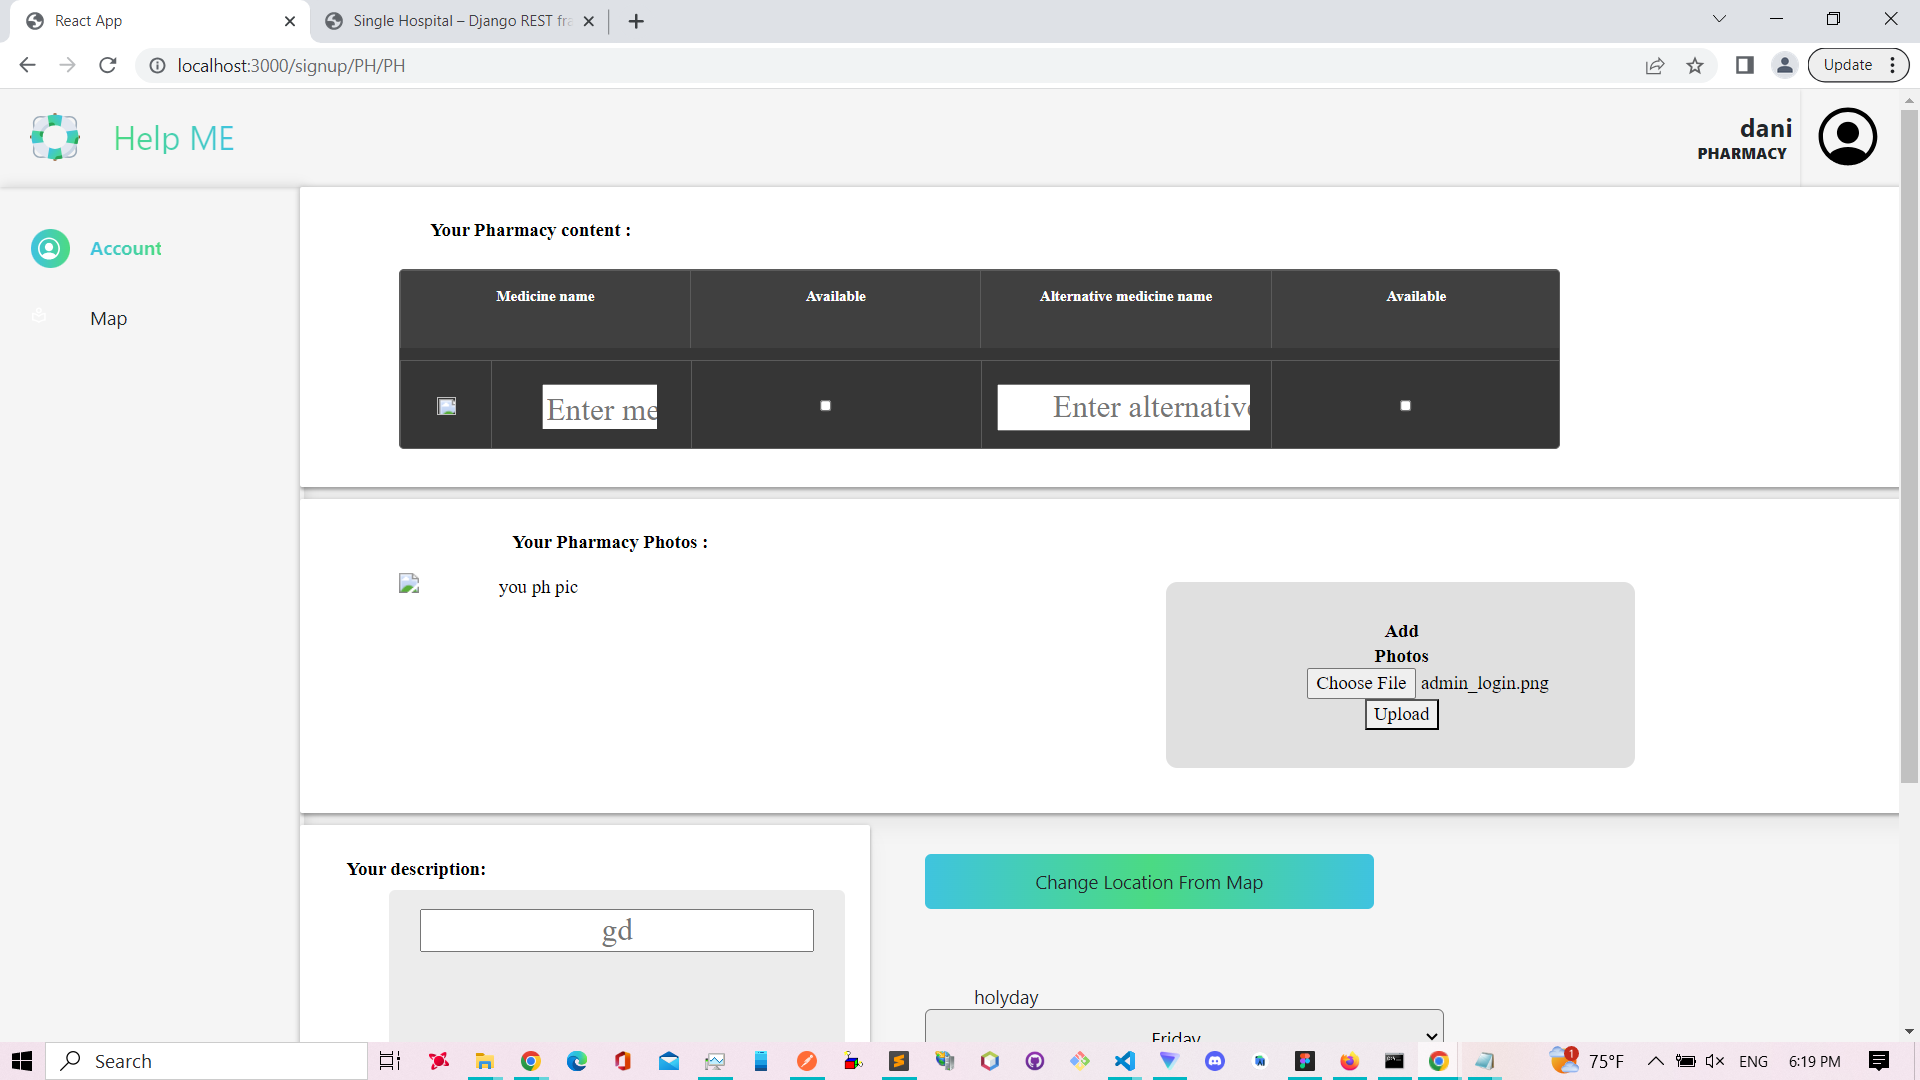 React App
Single Hospital – Django REST fra
localhost:3000/signup/PH/PH
Update
Help ME
dani
PHARMACY
Account
Map
Your Pharmacy content :
Medicine name
Available
Alternative medicine name
Available
Enter me
Enter alternativ
Your Pharmacy Photos :
you ph pic
Add
Photos
Choose File admin_login.png
Upload
Your description:
gd
Change Location From Map
holyday
Friday
Search
1
75°F
ENG
6:19 PM